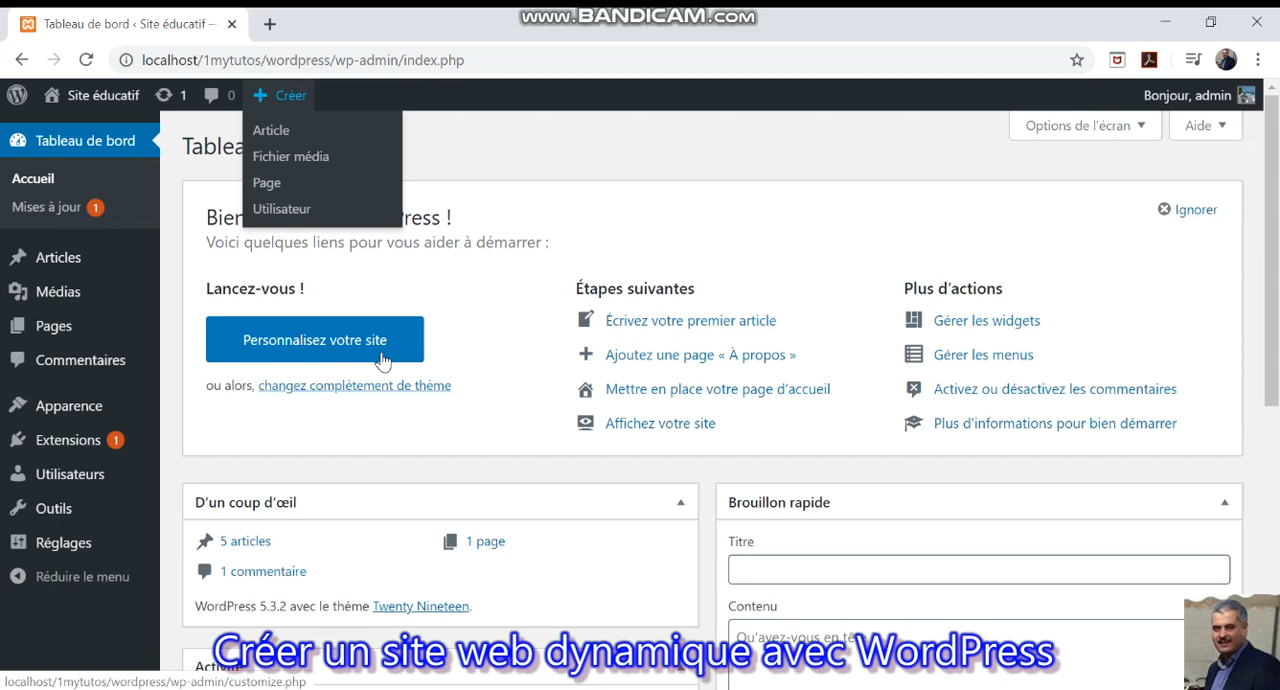 Tableau de bord ‹ Site éducatif —
www.BANDICAM.com
localhost/1mytutos/wordpress/wp-admin/index.php
Site éducatif 1 0 Créer
Bonjour, admin
Article
Fichier média
Page
Utilisateur
Tableau de bord
Accueil
Mises à jour 1
Articles
Médias
Pages
Commentaires
Apparence
Extensions 1
Utilisateurs
Outils
Réglages
Réduire le menu
Options de l'écran
Aide
Ignorer
Voici quelques liens pour vous aider à démarrer :
Lancez-vous !
Personnalisez votre site
ou alors, changez complètement de thème
Étapes suivantes
Écrivez votre premier article
Ajoutez une page « À propos »
Mettre en place votre page d'accueil
Affichez votre site
Plus d'actions
Gérer les widgets
Gérer les menus
Activez ou désactivez les commentaires
Plus d'informations pour bien démarrer
D'un coup d'œil
5 articles
1 page
1 commentaire
WordPress 5.3.2 avec le thème Twenty Nineteen.
Brouillon rapide
Titre
Contenu
Qu'avez-vous en
Créer un site web dynamique avec WordPress
localhost/1mytutos/wordpress/wp-admin/customize.php